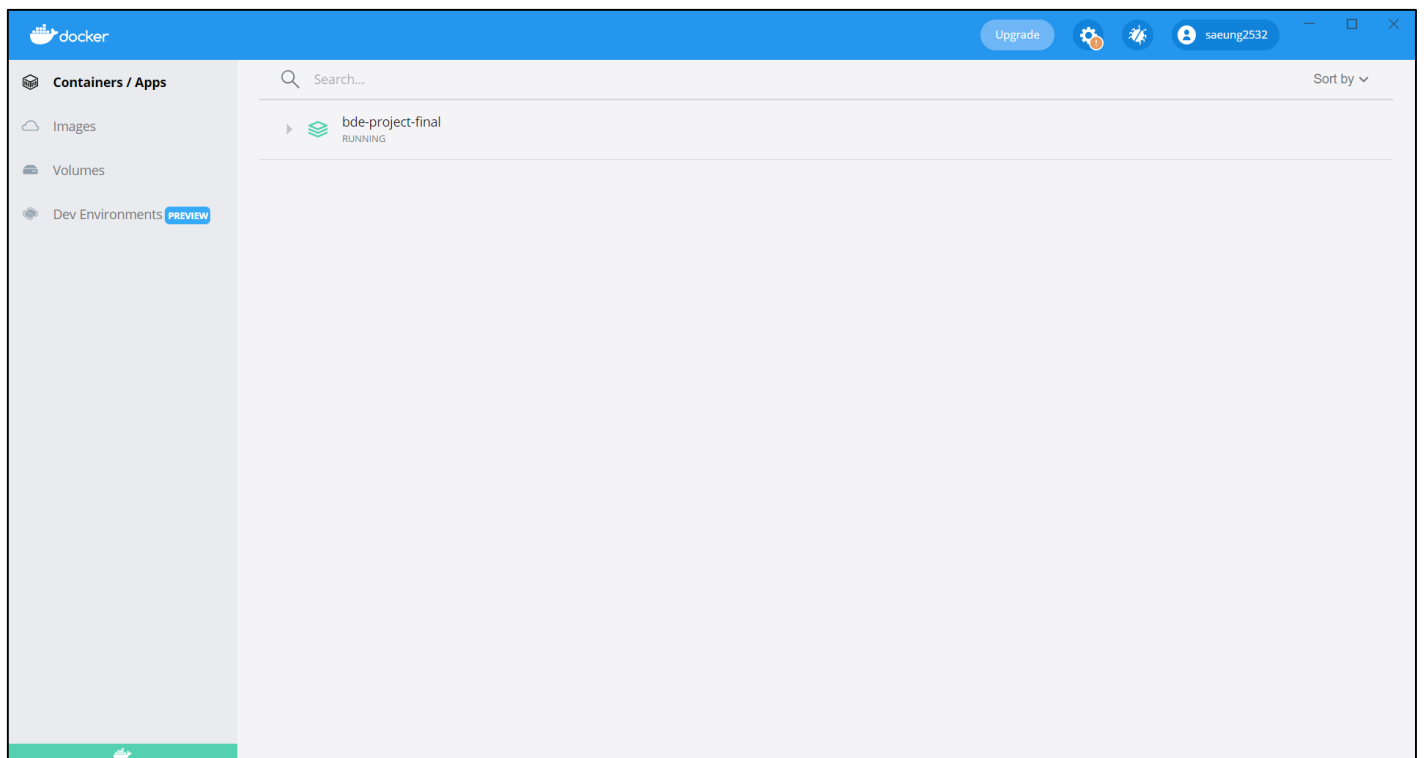 docker
Upgrade
saeung2532
Containers / Apps
Images
Volumes
Dev Environments PREVIEW
Search...
Sort by
bde-project-final
RUNNING